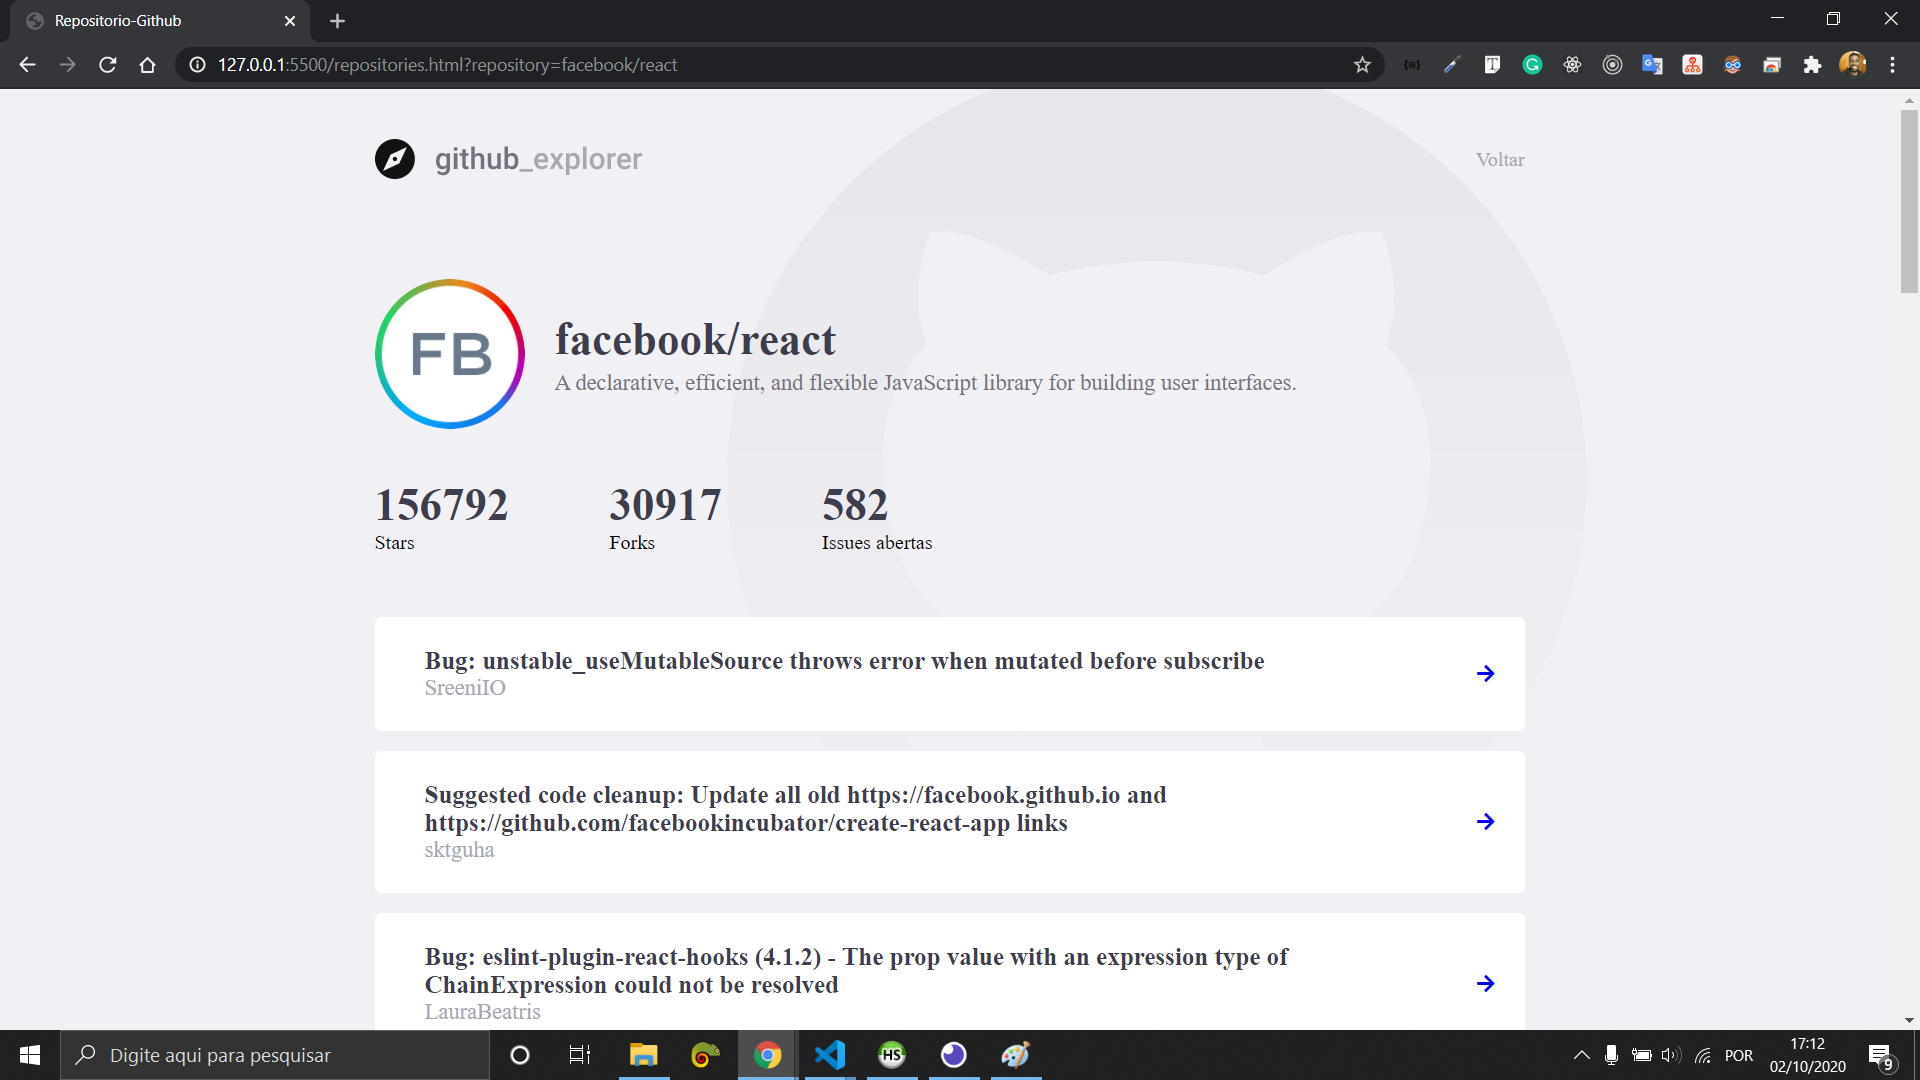 Repositorio-Github
127.0.0.1:5500/repositories.html?repository=facebook/react
github_explorer
Voltar
FB
facebook/react
A declarative, efficient, and flexible JavaScript library for building user interfaces.
156792
30917
582
Stars
Forks
Issues abertas
Bug: unstable_useMutableSource throws error when mutated before subscribe
SreeniIO
Suggested code cleanup: Update all old https://facebook.github.io and
https://github.com/facebookincubator/create-react-app links
sktguha
Bug: eslint-plugin-react-hooks (4.1.2) - The prop value with an expression type of
ChainExpression could not be resolved
LauraBeatris
Digite aqui para pesquisar
HS
POR
17:12
02/10/2020
9